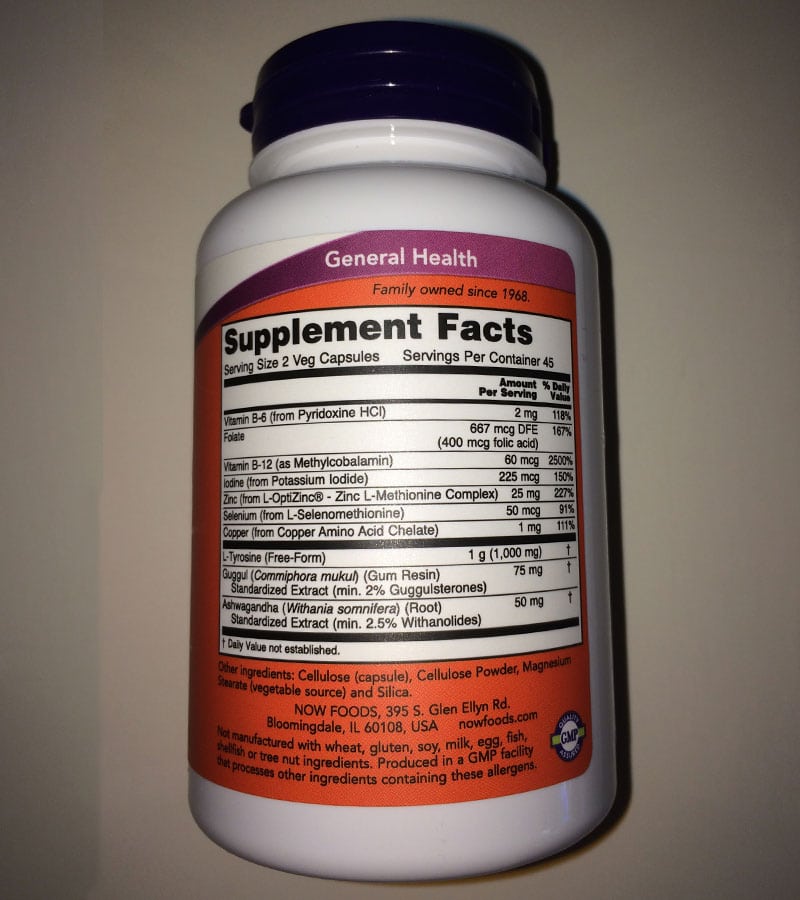 General Health
Family owned since 1968.
Supplement Facts
Serving Size 2 Veg Capsules Servings Per Container 45
Amount Per Serving % Daily Value
Vitamin B-6 (from Pyridoxine HCl) 2 mg 118%
Folate 667 mcg DFE 167%
(400 mcg folic acid)
Vitamin B-12 (as Methylcobalamin) 60 mcg 2500%
Iodine (from Potassium Iodide) 225 mcg 150%
Zinc (from L-OptiZinc® - Zinc L-Methionine Complex) 25 mg 227%
Selenium (from L-Selenomethionine) 50 mcg 91%
Copper (from Copper Amino Acid Chelate) 1 mg 111%
L-Tyrosine (Free-Form) 1 g (1,000 mg) †
Guggul (Commiphora mukul) (Gum Resin) 75 mg †
Standardized Extract (min. 2% Guggulsterones)
Ashwagandha (Withania somnifera) (Root) 50 mg †
Standardized Extract (min. 2.5% Withanolides)
† Daily Value not established.
Other ingredients: Cellulose (capsule), Cellulose Powder, Magnesium
Stearate (vegetable source) and Silica.
NOW FOODS, 395 S. Glen Ellyn Rd.
Bloomingdale, IL 60108, USA nowfoods.com
Not manufactured with wheat, gluten, soy, milk, egg, fish,
shellfish or tree nut ingredients. Produced in a GMP facility
that processes other ingredients containing these allergens.
QUALITY
GMP
ASSURED